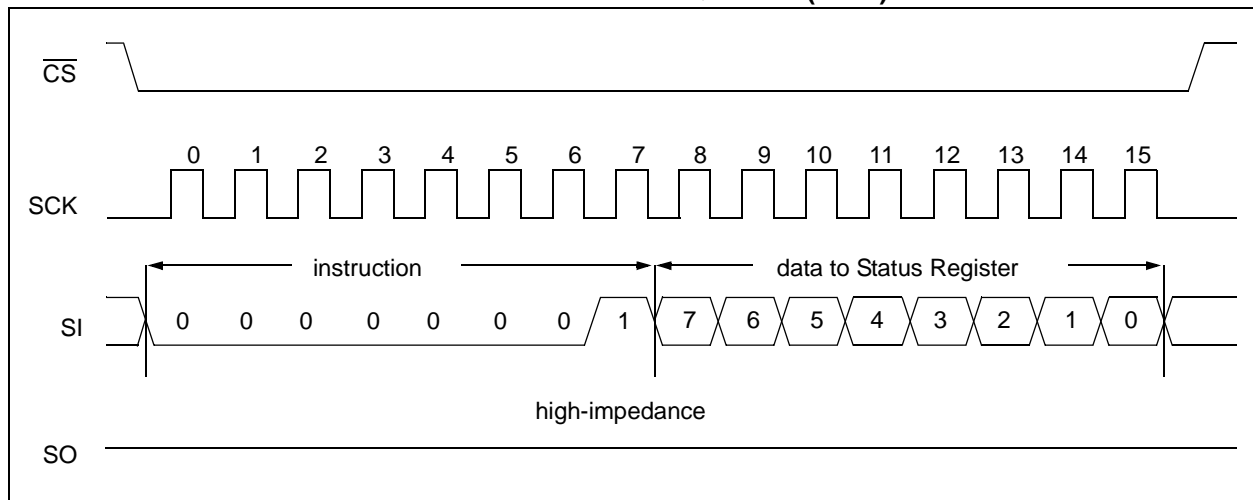 CS
0 1 2 3 4 5 6 7 8 9 10 11 12 13 14 15
SCK
instruction data to Status Register
SI 0 0 0 0 0 0 0 1 7 6 5 4 3 2 1 0
high-impedance
SO